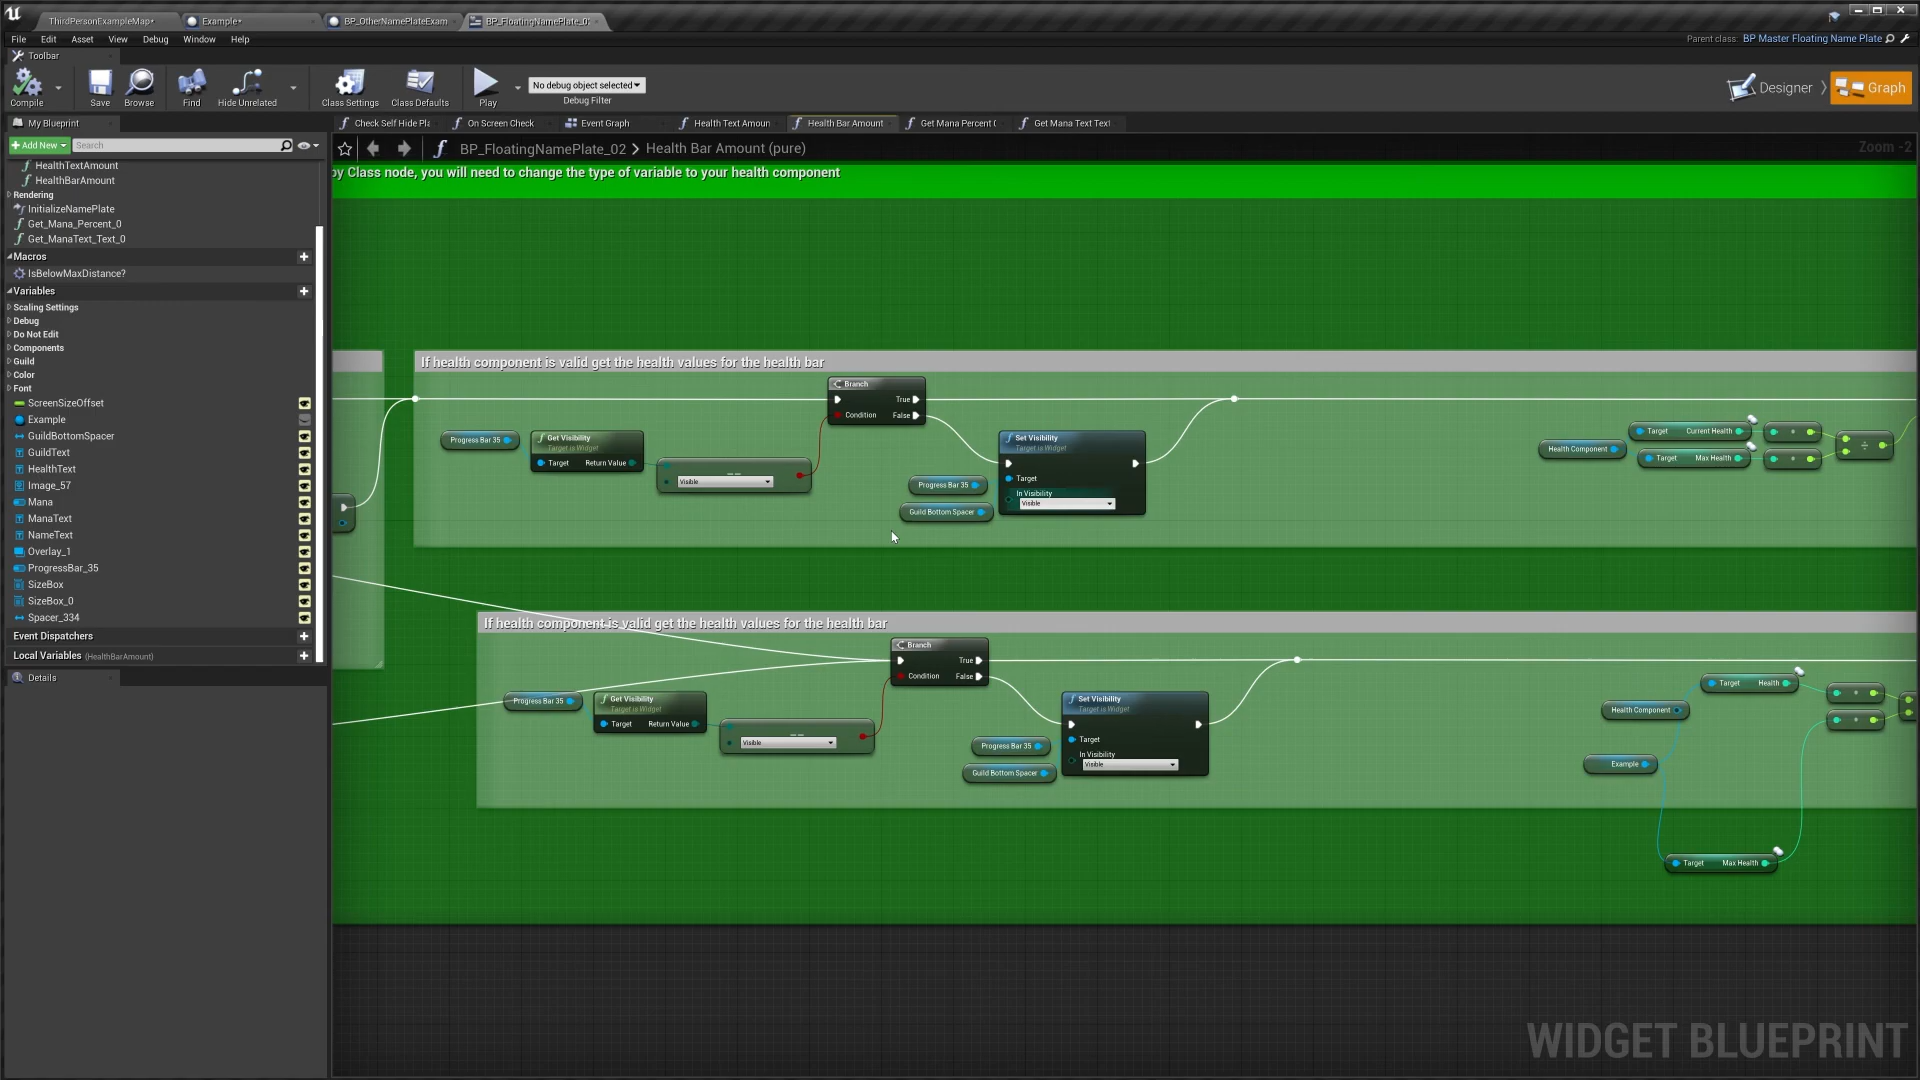 ThirdPersonExampleMap*
Example*
BP_OtherNamePlateExam
BP_FloatingNamePlate_0
File Edit Asset View Debug Window Help
Parent class: BP Master Floating Name Plate
Toolbar
Compile
Save
Browse
Find
Hide Unrelated
Class Settings
Class Defaults
Play
No debug object selected
Debug Filter
Designer
Graph
My Blueprint
Check Self Hide Pla
On Screen Check
Event Graph
Health Text Amoun
Health Bar Amount
Get Mana Percent (
Get Mana Text Text
Add New
Search
BP_FloatingNamePlate_02 > Health Bar Amount (pure)
Zoom -2
by Class node, you will need to change the type of variable to your health component
HealthTextAmount
HealthBarAmount
Rendering
InitializeNamePlate
Get_Mana_Percent_0
Get_ManaText_Text_0
Macros
IsBelowMaxDistance?
Variables
Scaling Settings
Debug
Do Not Edit
Components
Guild
Color
Font
ScreenSizeOffset
Example
GuildBottomSpacer
GuildText
HealthText
Image_57
Mana
ManaText
NameText
Overlay_1
ProgressBar_35
SizeBox
SizeBox_0
Spacer_334
Event Dispatchers
Local Variables (HealthBarAmount)
Details
If health component is valid get the health values for the health bar
Branch
True
Condition False
Progress Bar 35
Get Visibility
Target is Widget
Target Return Value
==
Visible
Set Visibility
Target is Widget
Target
In Visibility
Visible
Progress Bar 35
Guild Bottom Spacer
Health Component
Target Current Health
Target Max Health
÷
If health component is valid get the health values for the health bar
Branch
True
Condition False
Progress Bar 35
Get Visibility
Target is Widget
Target Return Value
==
Visible
Set Visibility
Target is Widget
Target
In Visibility
Visible
Progress Bar 35
Guild Bottom Spacer
Target Health
Health Component
Example
Target Max Health
WIDGET BLUEPRINT